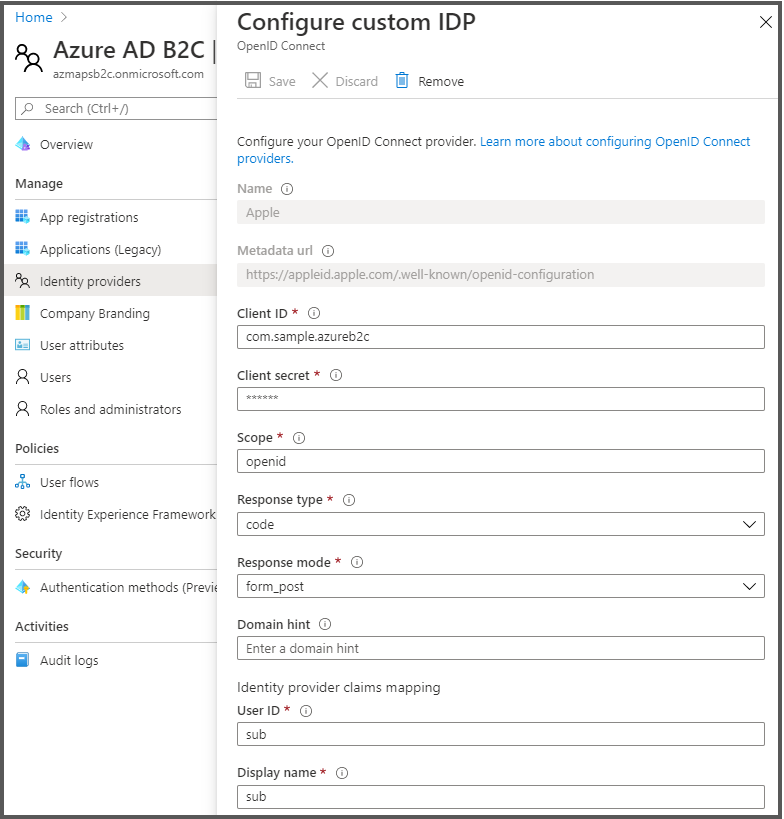 Home
Azure AD B2C |
azmapsb2c.onmicrosoft.com
Search (Ctrl+/)
Overview
Manage
App registrations
Applications (Legacy)
Identity providers
Company Branding
User attributes
Users
Roles and administrators
Policies
User flows
Identity Experience Framework
Security
Authentication methods (Previe
Activities
Audit logs
Configure custom IDP
OpenID Connect
Save Discard Remove
Configure your OpenID Connect provider. Learn more about configuring OpenID Connect
providers.
Name
Apple
Metadata url
https://appleid.apple.com/.well-known/openid-configuration
Client ID *
com.sample.azureb2c
Client secret *
******
Scope *
openid
Response type *
code
Response mode *
form_post
Domain hint
Enter a domain hint
Identity provider claims mapping
User ID *
sub
Display name *
sub